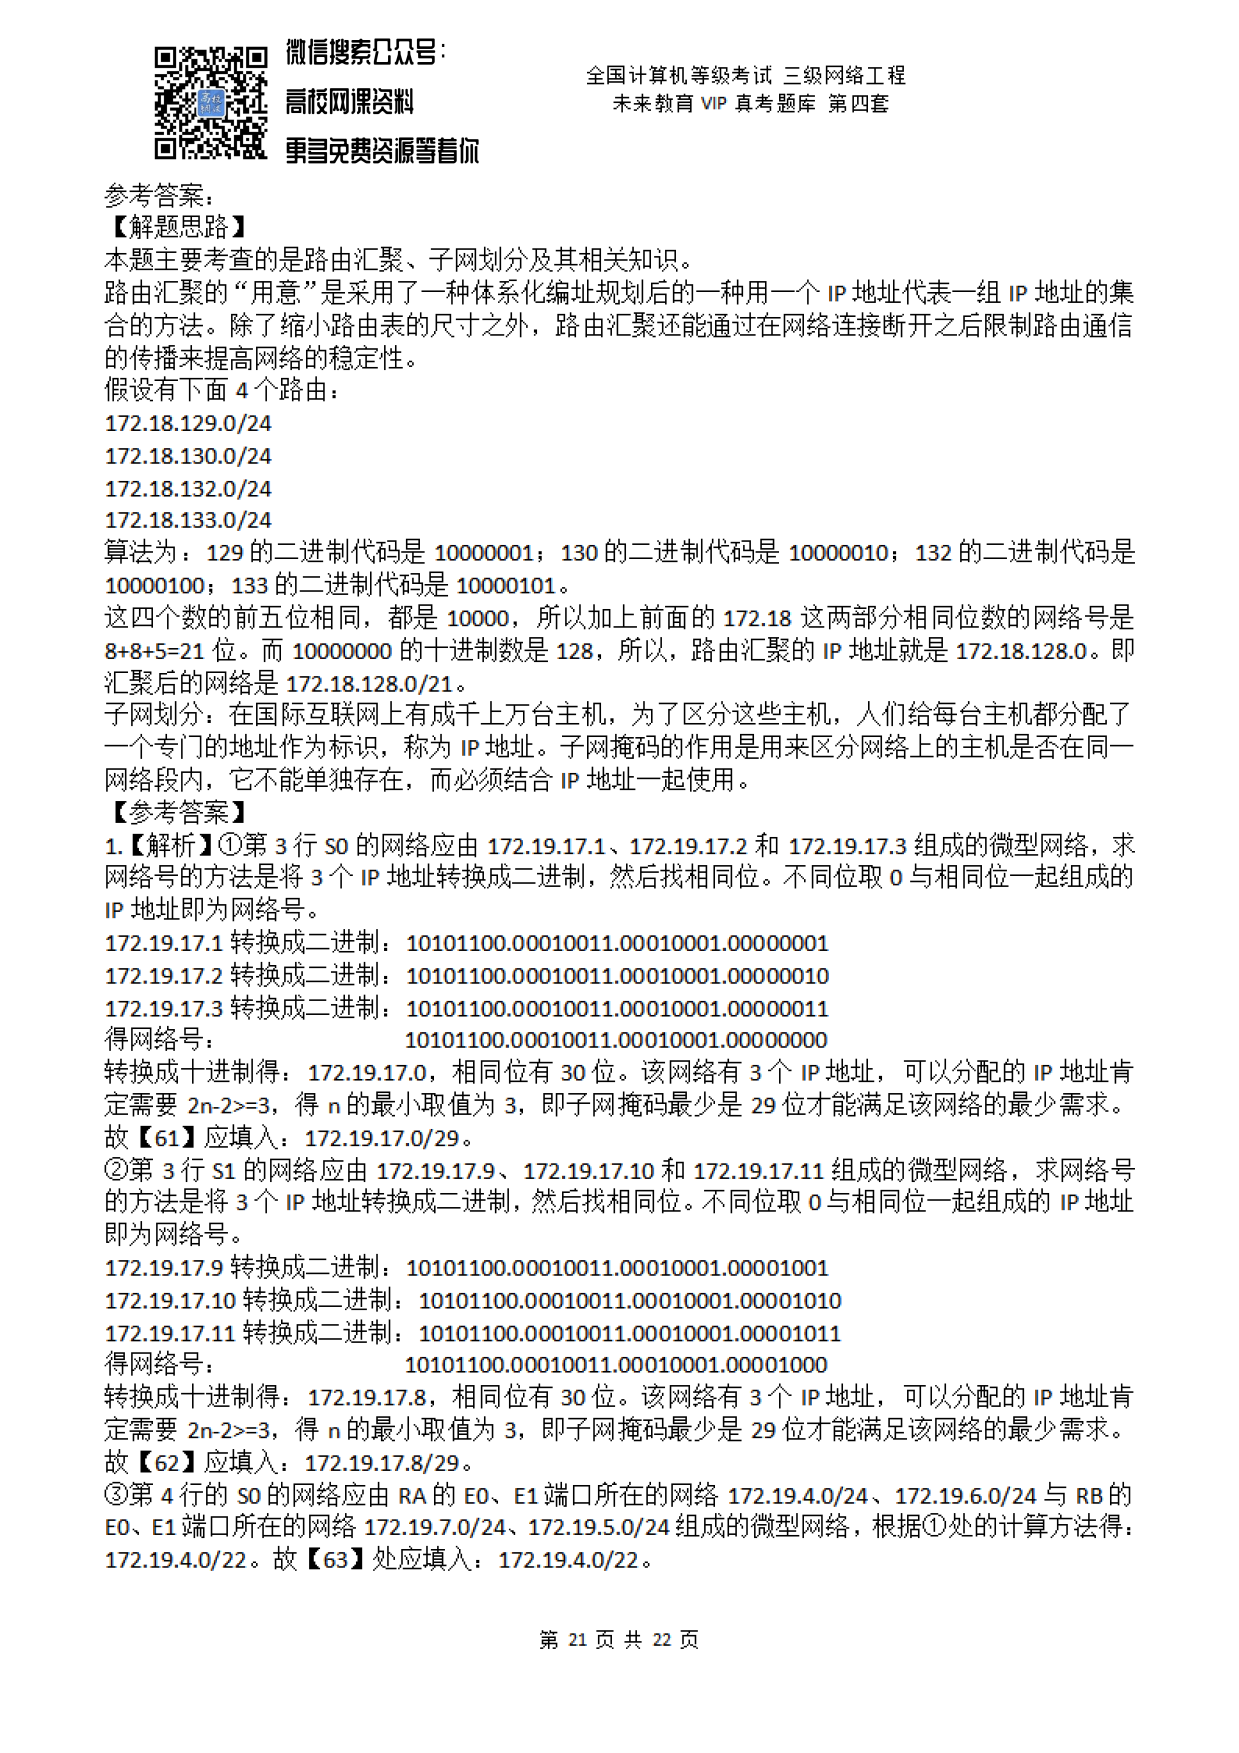 微信搜索公众号：
高校网课资料
更多免费资源等着你
全国计算机等级考试 三级网络工程
未来教育 VIP 真考题库 第四套
参考答案：
【解题思路】
本题主要考查的是路由汇聚、子网划分及其相关知识。
路由汇聚的“用意”是采用了一种体系化编址规划后的一种用一个 IP 地址代表一组 IP 地址的集
合的方法。除了缩小路由表的尺寸之外，路由汇聚还能通过在网络连接断开之后限制路由通信
的传播来提高网络的稳定性。
假设有下面 4 个路由：
172.18.129.0/24
172.18.130.0/24
172.18.132.0/24
172.18.133.0/24
算法为：129 的二进制代码是 10000001；130 的二进制代码是 10000010；132 的二进制代码是
10000100；133 的二进制代码是 10000101。
这四个数的前五位相同，都是 10000，所以加上前面的 172.18 这两部分相同位数的网络号是
8+8+5=21 位。而 10000000 的十进制数是 128，所以，路由汇聚的 IP 地址就是 172.18.128.0。即
汇聚后的网络是 172.18.128.0/21。
子网划分：在国际互联网上有成千上万台主机，为了区分这些主机，人们给每台主机都分配了
一个专门的地址作为标识，称为 IP 地址。子网掩码的作用是用来区分网络上的主机是否在同一
网络段内，它不能单独存在，而必须结合 IP 地址一起使用。
【参考答案】
1.【解析】①第 3 行 S0 的网络应由 172.19.17.1、172.19.17.2 和 172.19.17.3 组成的微型网络，求
网络号的方法是将 3 个 IP 地址转换成二进制，然后找相同位。不同位取 0 与相同位一起组成的
IP 地址即为网络号。
172.19.17.1 转换成二进制：10101100.00010011.00010001.00000001
172.19.17.2 转换成二进制：10101100.00010011.00010001.00000010
172.19.17.3 转换成二进制：10101100.00010011.00010001.00000011
得网络号： 10101100.00010011.00010001.00000000
转换成十进制得：172.19.17.0，相同位有 30 位。该网络有 3 个 IP 地址，可以分配的 IP 地址肯
定需要 2n-2>=3，得 n 的最小取值为 3，即子网掩码最少是 29 位才能满足该网络的最少需求。
故【61】应填入：172.19.17.0/29。
②第 3 行 S1 的网络应由 172.19.17.9、172.19.17.10 和 172.19.17.11 组成的微型网络，求网络号
的方法是将 3 个 IP 地址转换成二进制，然后找相同位。不同位取 0 与相同位一起组成的 IP 地址
即为网络号。
172.19.17.9 转换成二进制：10101100.00010011.00010001.00001001
172.19.17.10 转换成二进制：10101100.00010011.00010001.00001010
172.19.17.11 转换成二进制：10101100.00010011.00010001.00001011
得网络号： 10101100.00010011.00010001.00001000
转换成十进制得：172.19.17.8，相同位有 30 位。该网络有 3 个 IP 地址，可以分配的 IP 地址肯
定需要 2n-2>=3，得 n 的最小取值为 3，即子网掩码最少是 29 位才能满足该网络的最少需求。
故【62】应填入：172.19.17.8/29。
③第 4 行的 S0 的网络应由 RA 的 E0、E1 端口所在的网络 172.19.4.0/24、172.19.6.0/24 与 RB 的
E0、E1 端口所在的网络 172.19.7.0/24、172.19.5.0/24 组成的微型网络，根据①处的计算方法得：
172.19.4.0/22。故【63】处应填入：172.19.4.0/22。
第 21 页 共 22 页